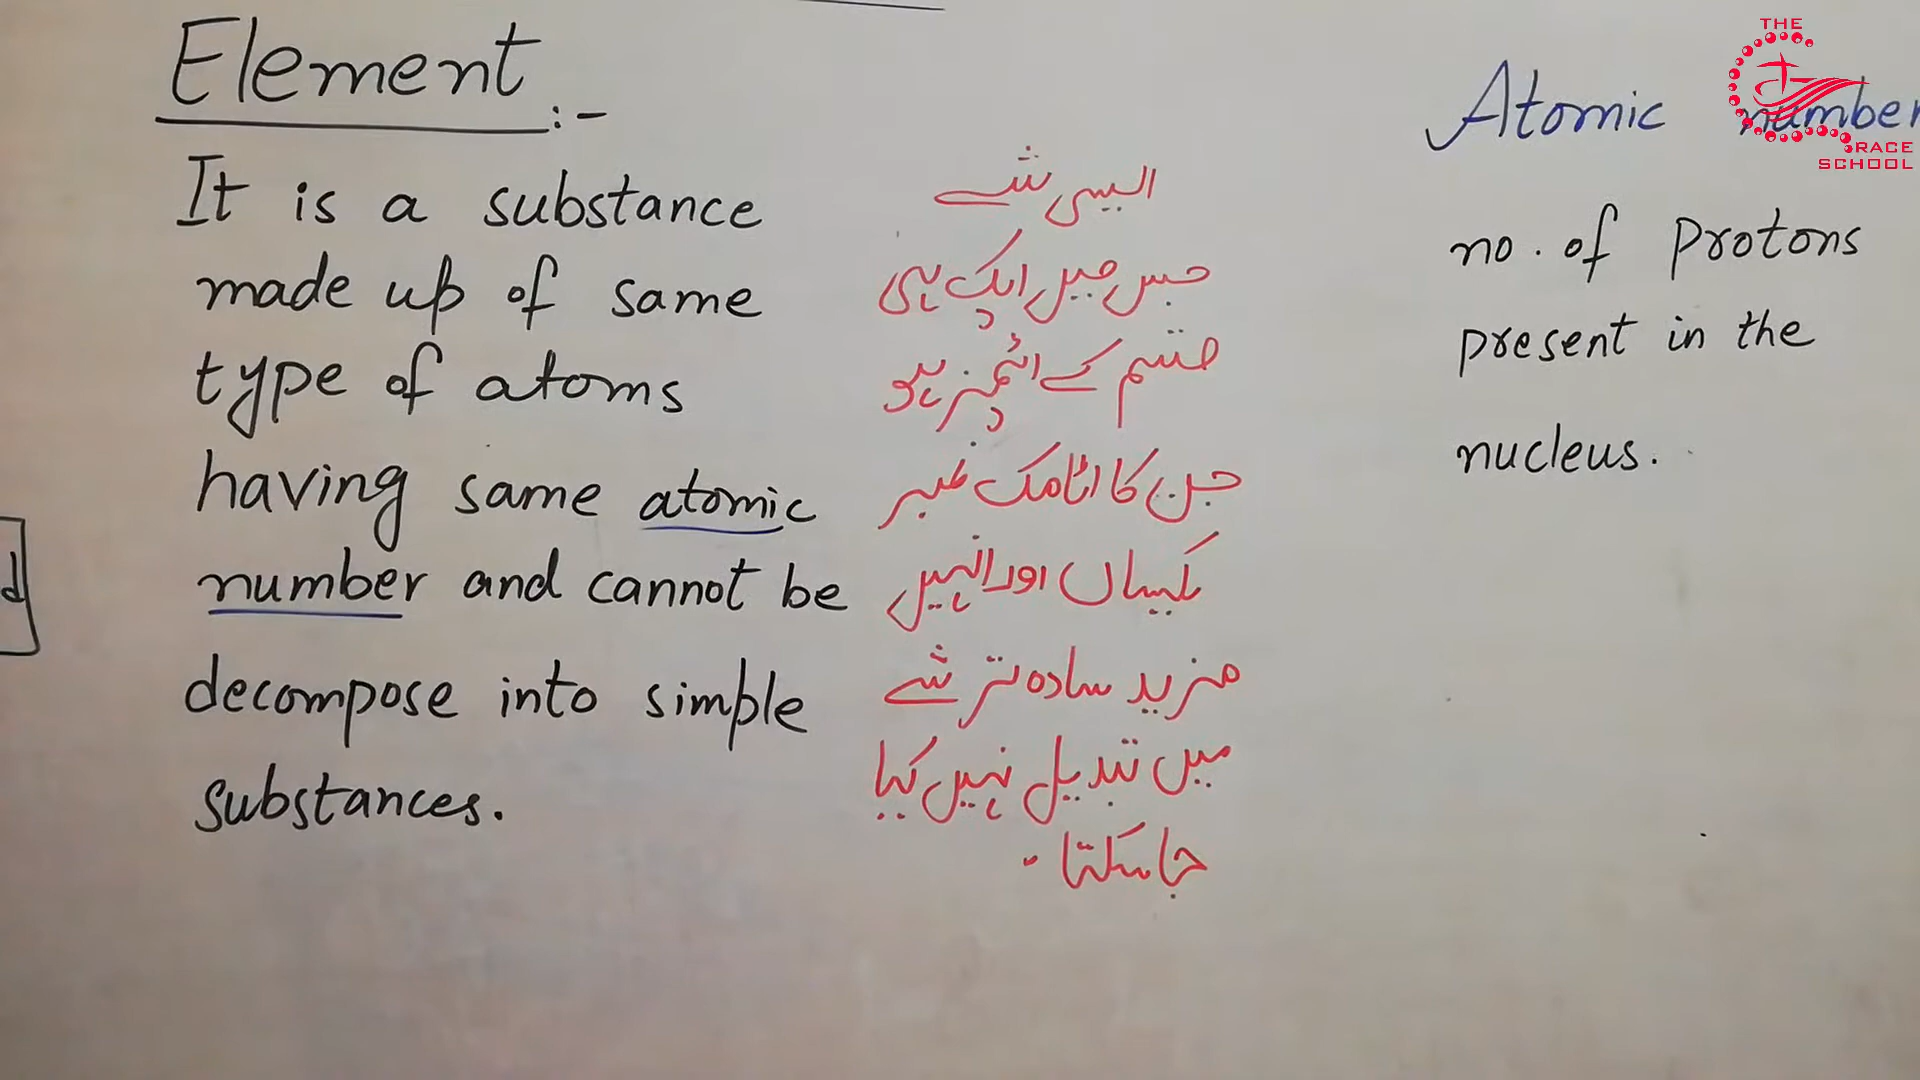 Element :-
It is a substance
made up of same
type of atoms
having same atomic
number and cannot be
decompose into simple
substances.
ایسی شے
جس میں ایک ہی
قسم کے ایٹمز ہو
جن کا اٹامک نمبر
یکساں اور انہیں
مزید سادہ تر شے
میں تبدیل نہیں کیا
جا سکتا۔
Atomic number
no. of Protons
present in the
nucleus.
THE
GRACE
SCHOOL
d